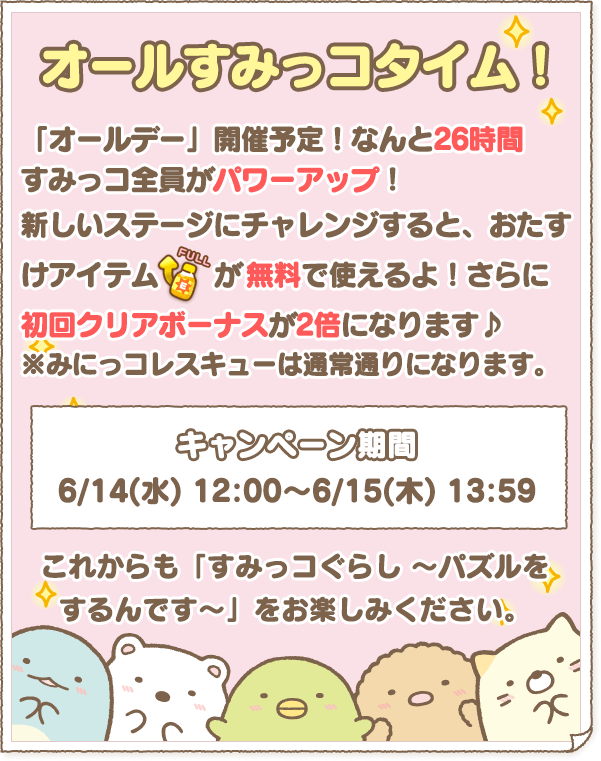 オールすみっコタイム！
「オールデー」開催予定！なんと26時間
すみっコ全員がパワーアップ！
新しいステージにチャレンジすると、おたす
けアイテム FULL が無料で使えるよ！さらに
初回クリアボーナスが2倍になります♪
※みにっコレスキューは通常通りになります。
キャンペーン期間
6/14(水) 12:00～6/15(木) 13:59
これからも「すみっコぐらし ～パズルを
するんです～」をお楽しみください。